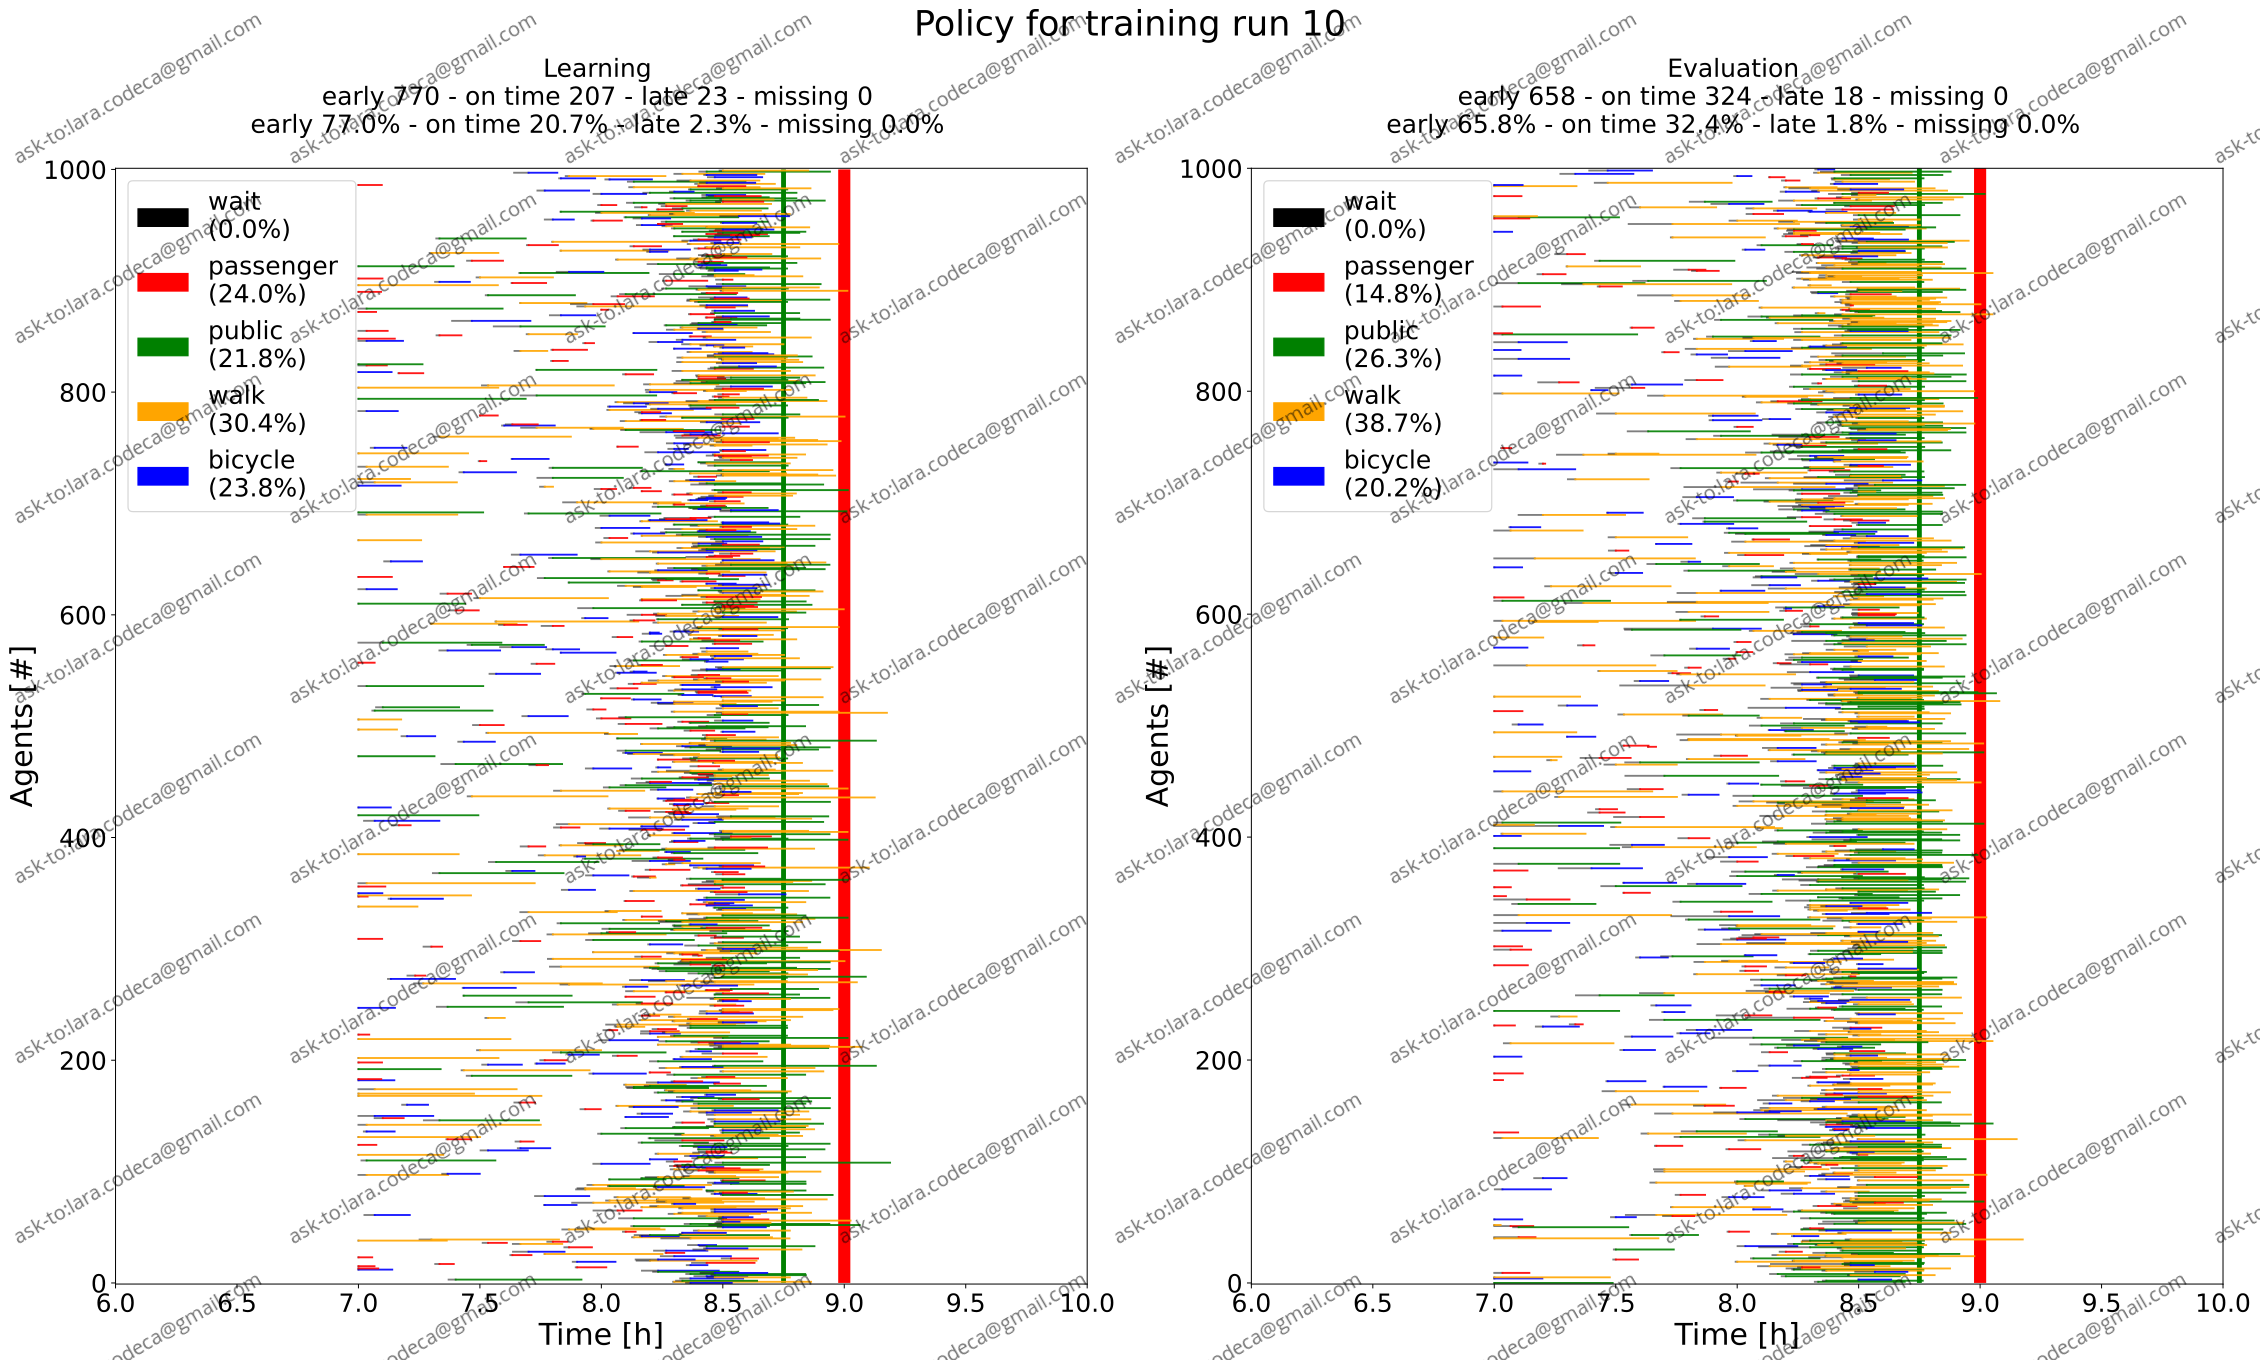 Policy for training run 10
Learning
early 770 - on time 207 - late 23 - missing 0
early 77.0% - on time 20.7% - late 2.3% - missing 0.0%
Evaluation
early 658 - on time 324 - late 18 - missing 0
early 65.8% - on time 32.4% - late 1.8% - missing 0.0%
Agents [#]
1000
800
600
400
200
0
wait
(0.0%)
passenger
(24.0%)
public
(21.8%)
walk
(30.4%)
bicycle
(23.8%)
6.0 6.5 7.0 7.5 8.0 8.5 9.0 9.5 10.0
Time [h]
Agents [#]
1000
800
600
400
200
0
wait
(0.0%)
passenger
(14.8%)
public
(26.3%)
walk
(38.7%)
bicycle
(20.2%)
6.0 6.5 7.0 7.5 8.0 8.5 9.0 9.5 10.0
Time [h]
ask-to:lara.codeca@gmail.com